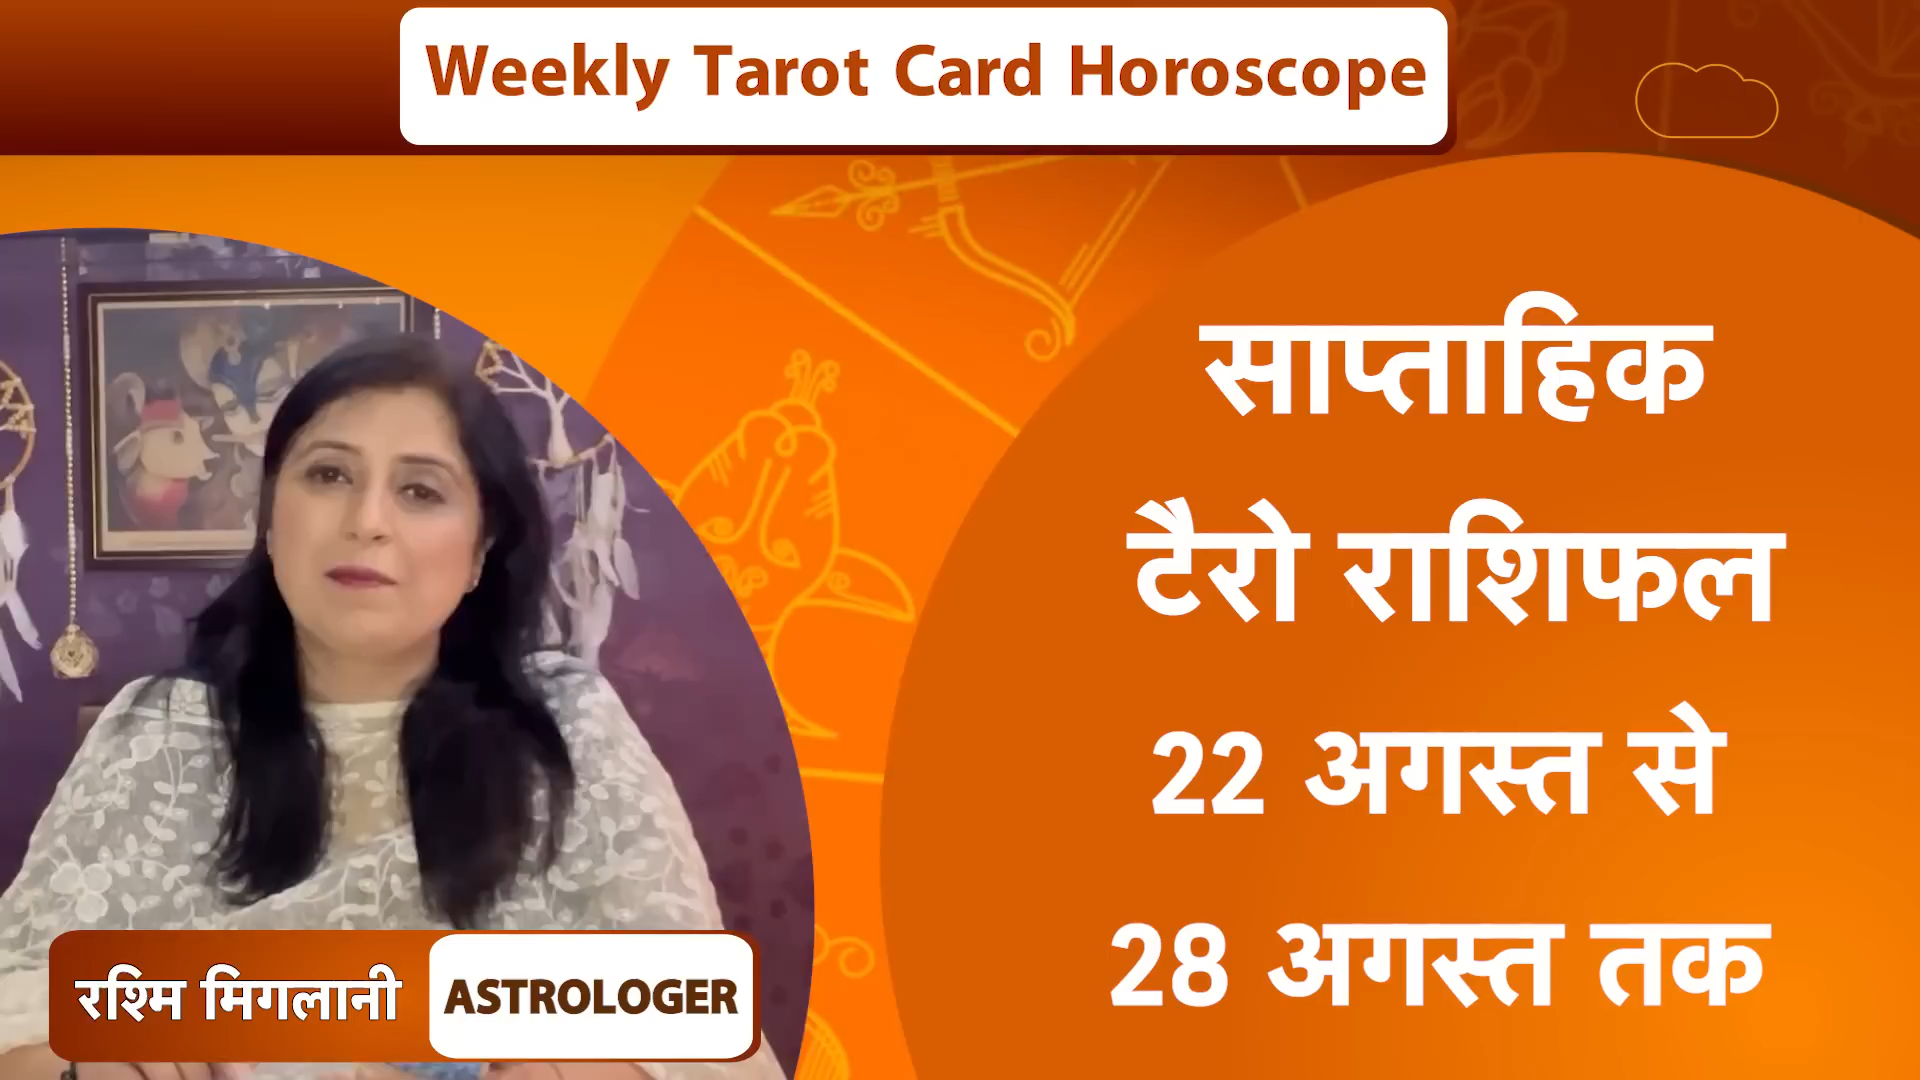 Weekly Tarot Card Horoscope
साप्ताहिक
टैरो राशिफल
22 अगस्त से
28 अगस्त तक
रश्मि मिगलानी
ASTROLOGER